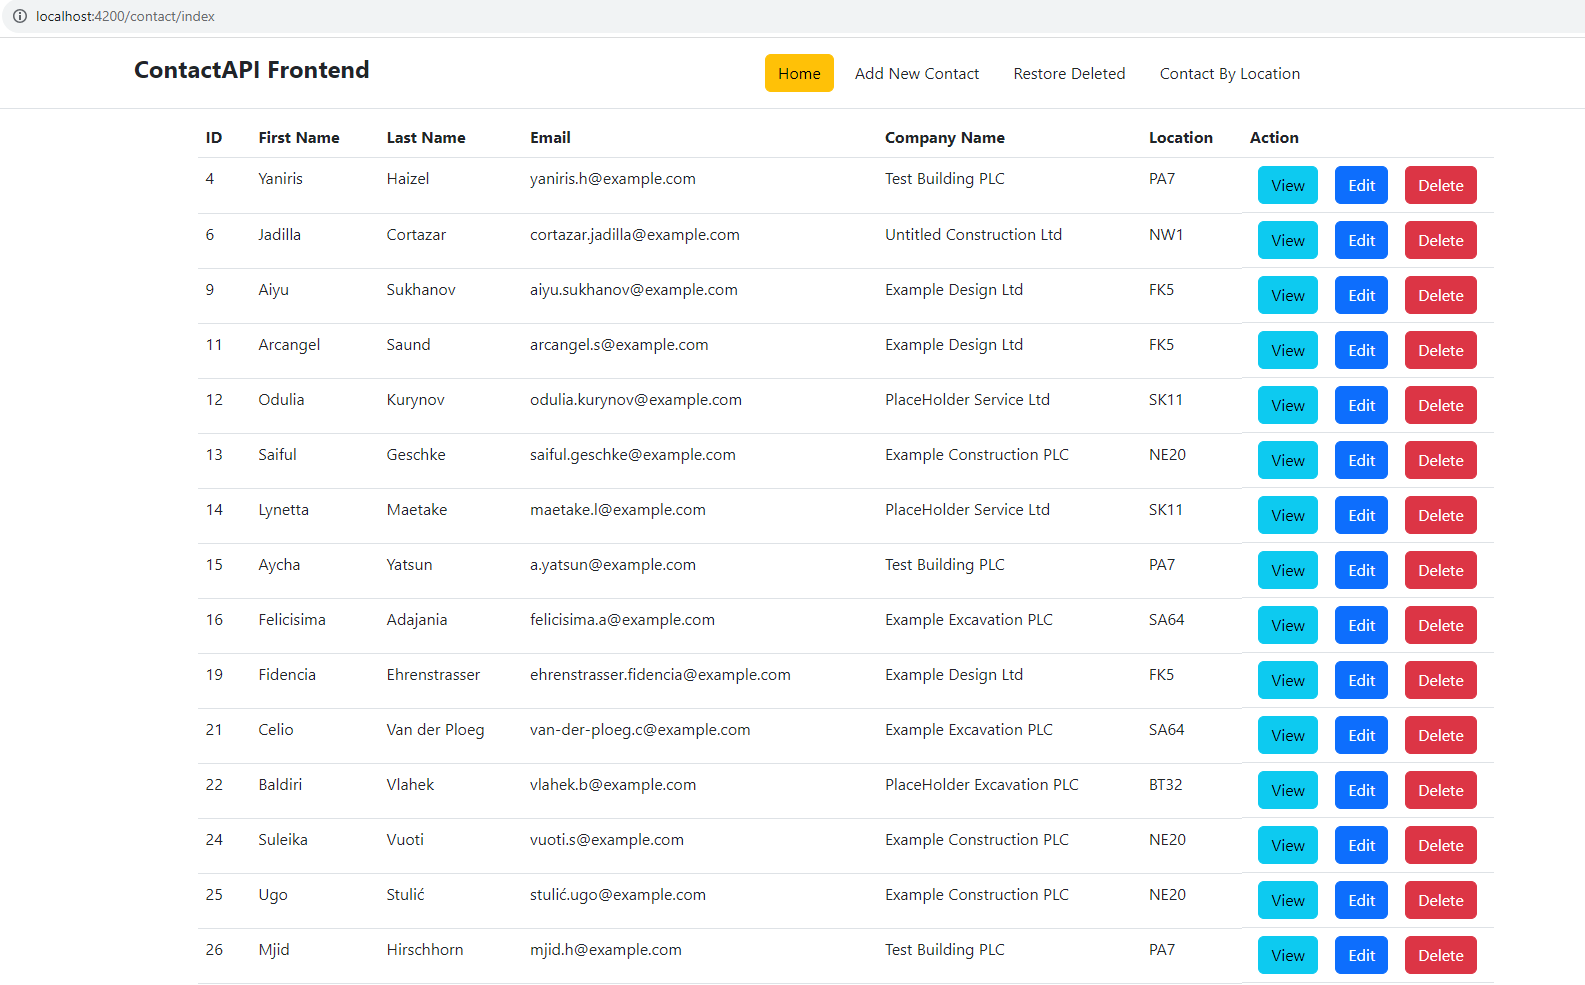 localhost:4200/contact/index
ContactAPI Frontend Home Add New Contact Restore Deleted Contact By Location
ID First Name Last Name Email Company Name Location Action
4 Yaniris Haizel yaniris.h@example.com Test Building PLC PA7 View Edit Delete
6 Jadilla Cortazar cortazar.jadilla@example.com Untitled Construction Ltd NW1 View Edit Delete
9 Aiyu Sukhanov aiyu.sukhanov@example.com Example Design Ltd FK5 View Edit Delete
11 Arcangel Saund arcangel.s@example.com Example Design Ltd FK5 View Edit Delete
12 Odulia Kurynov odulia.kurynov@example.com PlaceHolder Service Ltd SK11 View Edit Delete
13 Saiful Geschke saiful.geschke@example.com Example Construction PLC NE20 View Edit Delete
14 Lynetta Maetake maetake.l@example.com PlaceHolder Service Ltd SK11 View Edit Delete
15 Aycha Yatsun a.yatsun@example.com Test Building PLC PA7 View Edit Delete
16 Felicisima Adajania felicisima.a@example.com Example Excavation PLC SA64 View Edit Delete
19 Fidencia Ehrenstrasser ehrenstrasser.fidencia@example.com Example Design Ltd FK5 View Edit Delete
21 Celio Van der Ploeg van-der-ploeg.c@example.com Example Excavation PLC SA64 View Edit Delete
22 Baldiri Vlahek vlahek.b@example.com PlaceHolder Excavation PLC BT32 View Edit Delete
24 Suleika Vuoti vuoti.s@example.com Example Construction PLC NE20 View Edit Delete
25 Ugo Stulić stulić.ugo@example.com Example Construction PLC NE20 View Edit Delete
26 Mjid Hirschhorn mjid.h@example.com Test Building PLC PA7 View Edit Delete